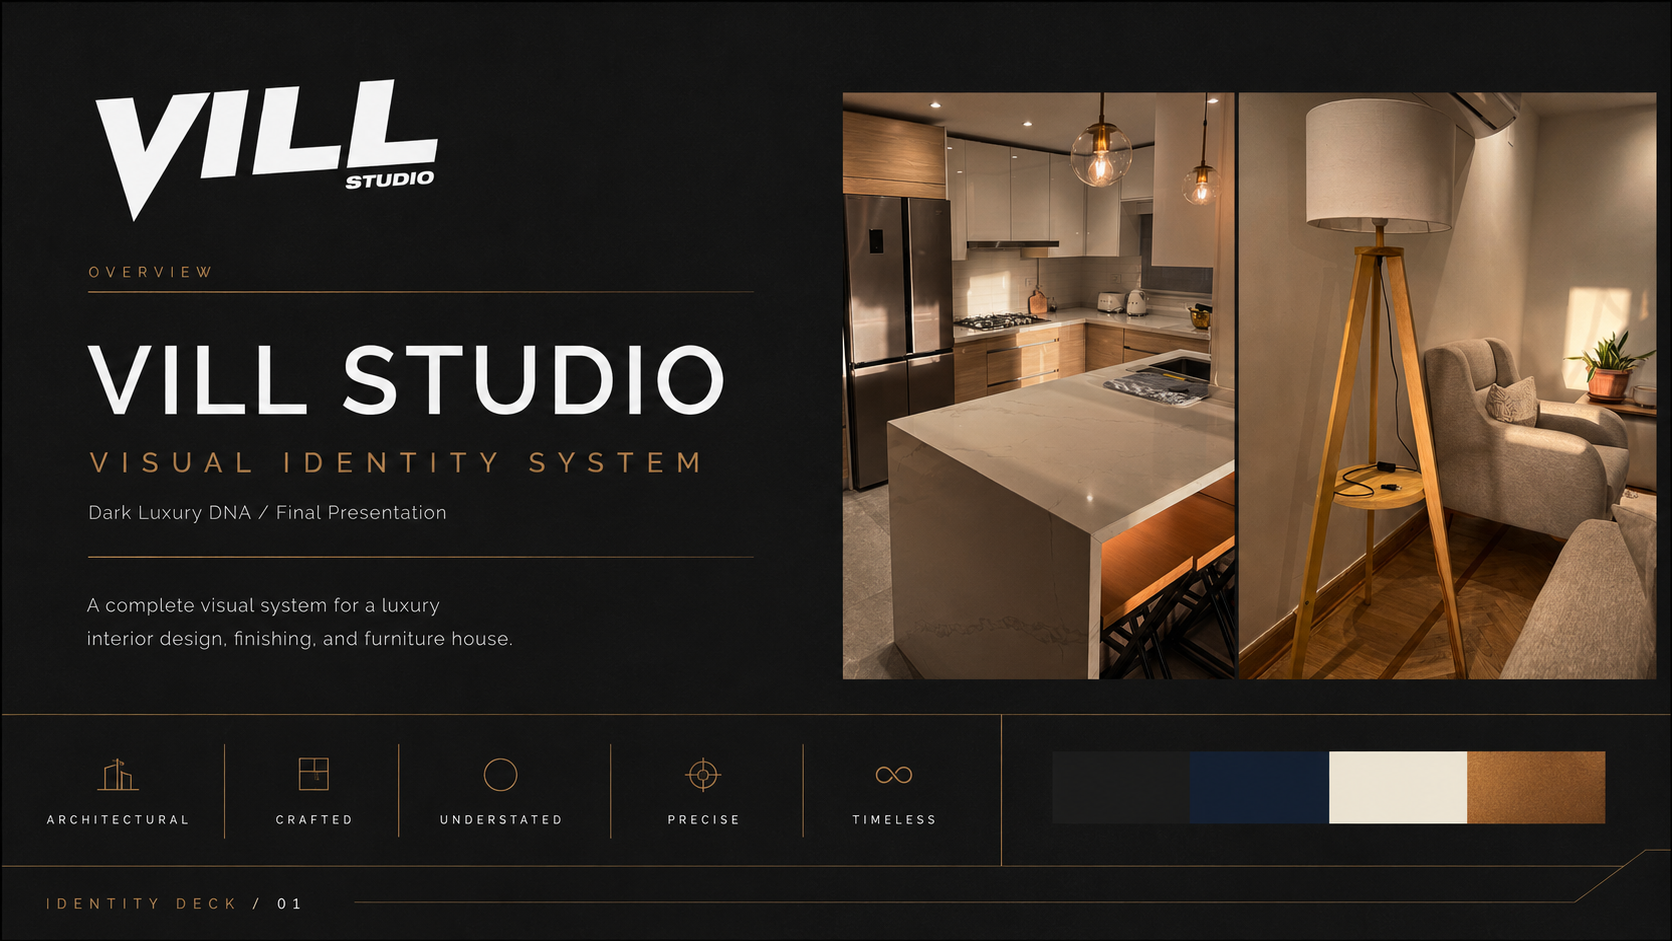 VILL
STUDIO
OVERVIEW
VILL STUDIO
VISUAL IDENTITY SYSTEM
Dark Luxury DNA / Final Presentation
A complete visual system for a luxury
interior design, finishing, and furniture house.
ARCHITECTURAL
CRAFTED
UNDERSTATED
PRECISE
TIMELESS
IDENTITY DECK / 01